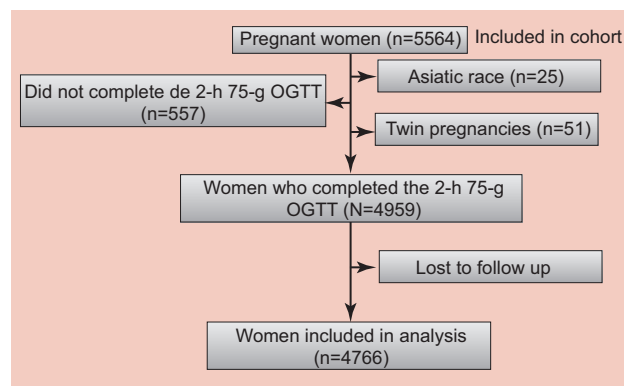 Pregnant women (n=5564) Included in cohort
Asiatic race (n=25)
Did not complete de 2-h 75-g OGTT
(n=557)
Twin pregnancies (n=51)
Women who completed the 2-h 75-g
OGTT (N=4959)
Lost to follow up
Women included in analysis
(n=4766)